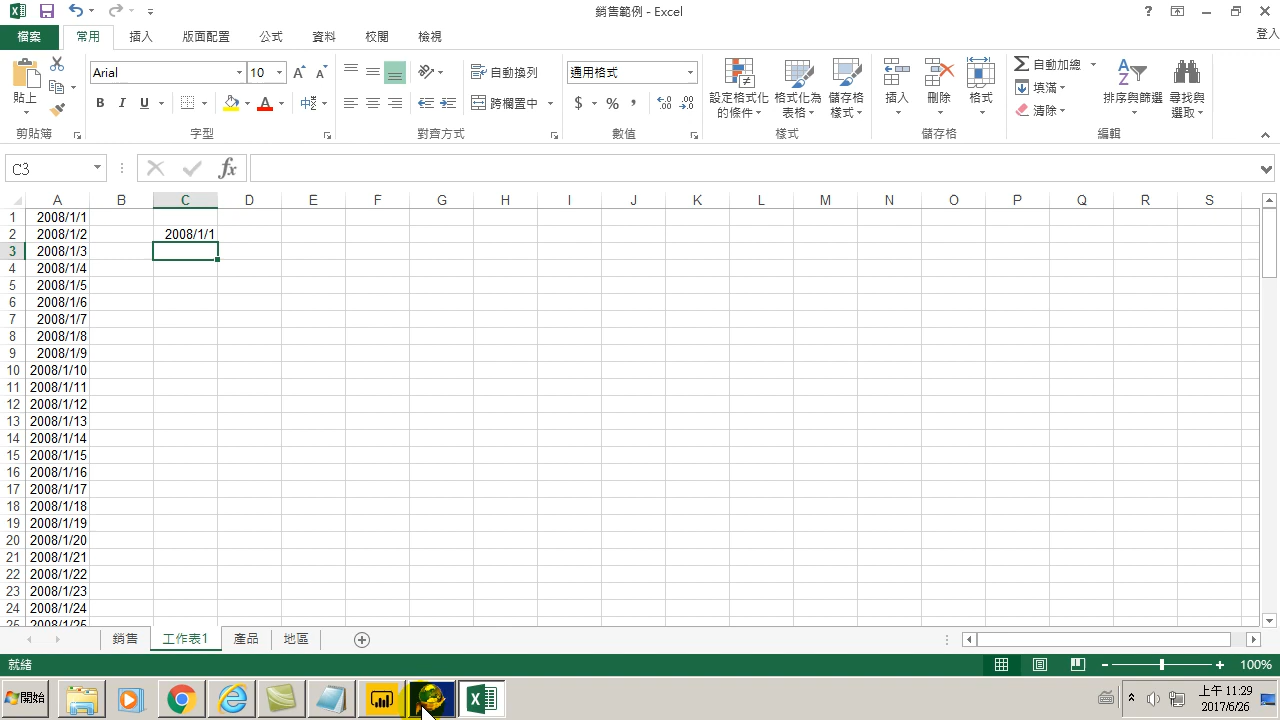 銷售範例 - Excel
?
檔案 常用 插入 版面配置 公式 資料 校閱 檢視 登入
貼上
剪貼簿
Arial 10
B I U 中
字型
自動換列
跨欄置中
對齊方式
通用格式
$ % ,
數值
設定格式化的條件
格式化為表格
儲存格樣式
樣式
插入 刪除 格式
儲存格
自動加總
填滿
清除
排序與篩選
尋找與選取
編輯
C3 fx
A B C D E F G H I J K L M N O P Q R S
1 2008/1/1
2 2008/1/2 2008/1/1
3 2008/1/3
4 2008/1/4
5 2008/1/5
6 2008/1/6
7 2008/1/7
8 2008/1/8
9 2008/1/9
10 2008/1/10
11 2008/1/11
12 2008/1/12
13 2008/1/13
14 2008/1/14
15 2008/1/15
16 2008/1/16
17 2008/1/17
18 2008/1/18
19 2008/1/19
20 2008/1/20
21 2008/1/21
22 2008/1/22
23 2008/1/23
24 2008/1/24
25 2008/1/25
銷售 工作表1 產品 地區
就緒 100%
開始
上午 11:29
2017/6/26